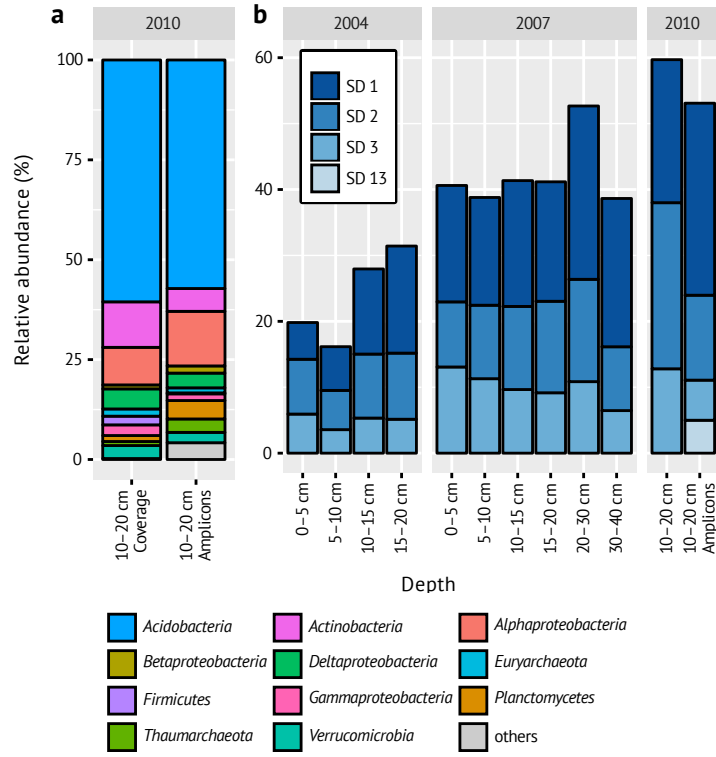 a
2010
b
2004
2007
2010
Relative abundance (%)
100
75
50
25
0
60
40
20
0
SD 1
SD 2
SD 3
SD 13
10–20 cm
Coverage
10–20 cm
Amplicons
0–5 cm
5–10 cm
10–15 cm
15–20 cm
0–5 cm
5–10 cm
10–15 cm
15–20 cm
20–30 cm
30–40 cm
10–20 cm
10–20 cm
Amplicons
Depth
Acidobacteria
Actinobacteria
Alphaproteobacteria
Betaproteobacteria
Deltaproteobacteria
Euryarchaeota
Firmicutes
Gammaproteobacteria
Planctomycetes
Thaumarchaeota
Verrucomicrobia
others